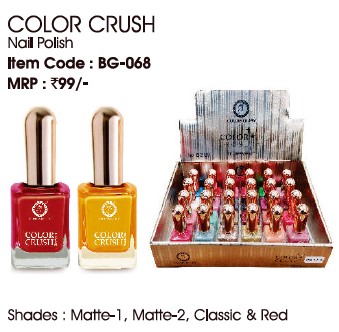 COLOR CRUSH
Nail Polish
Item Code : BG-068
MRP : ₹99/-
COLOR
CRUSH
COLOR
CRUSH
COLOR
Shades : Matte-1, Matte-2, Classic & Red